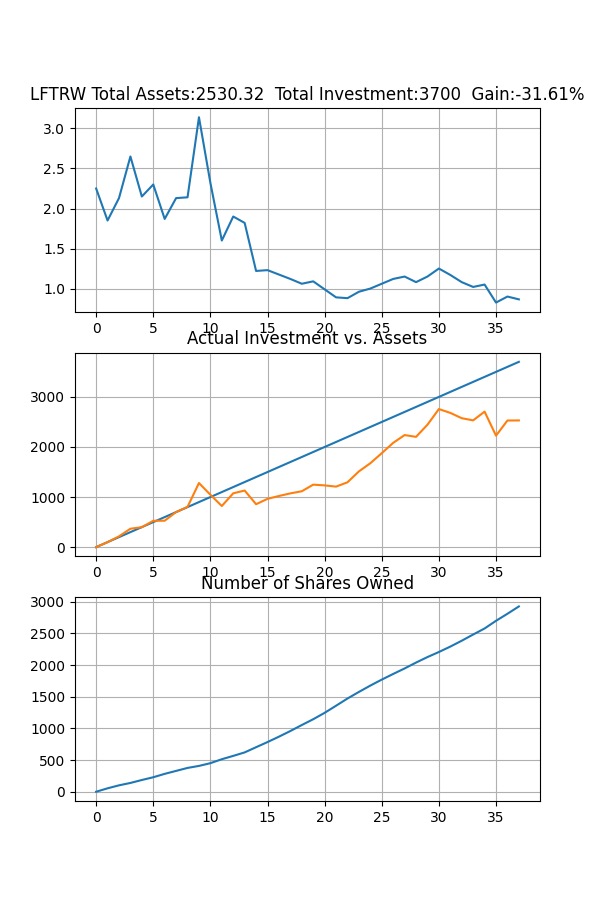 LFTRW Total Assets:2530.32  Total Investment:3700  Gain:-31.61%
3.0
2.5
2.0
1.5
1.0
0 5 10 15 20 25 30 35
Actual Investment vs. Assets
3000
2000
1000
0
0 5 10 15 20 25 30 35
Number of Shares Owned
3000
2500
2000
1500
1000
500
0
0 5 10 15 20 25 30 35